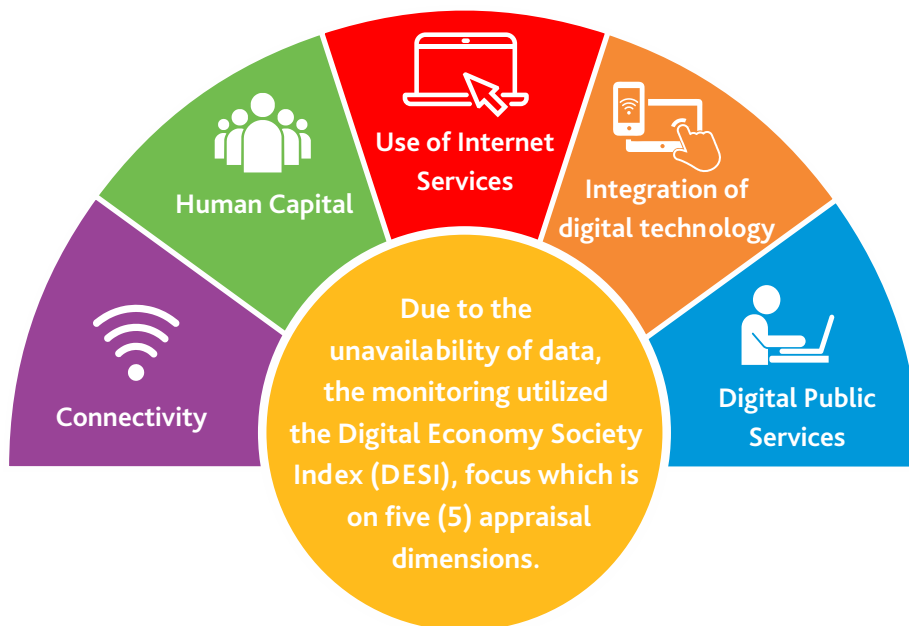 Use of Internet
Services
Human Capital
Integration of
digital technology
Connectivity
Digital Public
Services
Due to the
unavailability of data,
the monitoring utilized
the Digital Economy Society
Index (DESI), focus which is
on five (5) appraisal
dimensions.